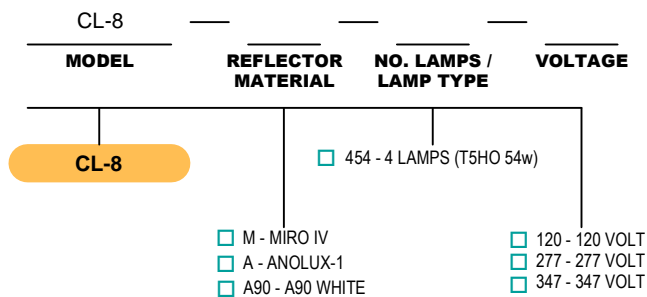 CL-8
MODEL
REFLECTOR
MATERIAL
NO. LAMPS /
LAMP TYPE
VOLTAGE
CL-8
454 - 4 LAMPS (T5HO 54w)
M - MIRO IV
A - ANOLUX-1
A90 - A90 WHITE
120 - 120 VOLT
277 - 277 VOLT
347 - 347 VOLT